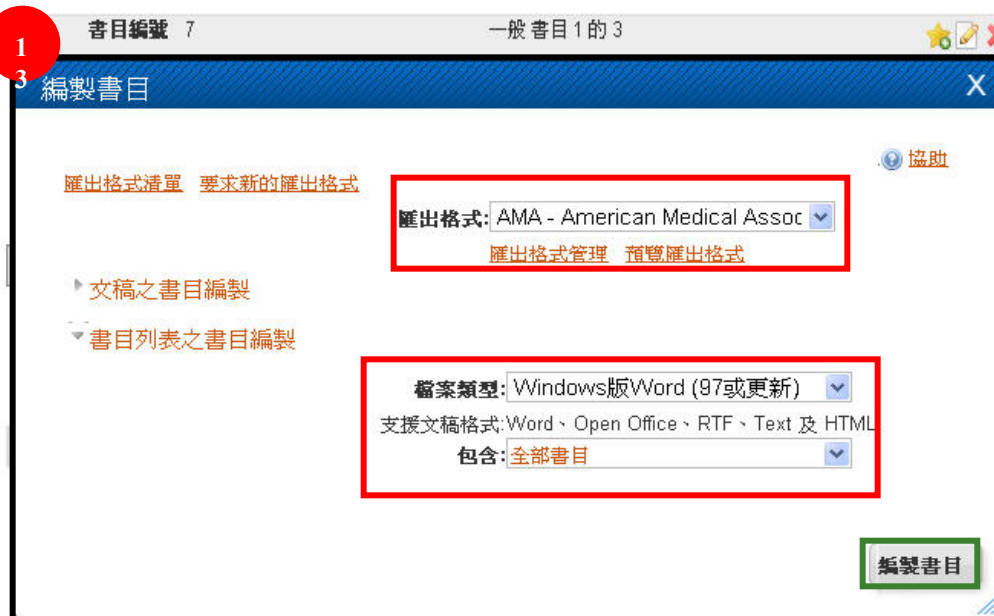 書目編號 7 一般 書目 1 的 3
1
3
編製書目 X
協助
匯出格式清單 要求新的匯出格式
匯出格式: AMA - American Medical Assoc
匯出格式管理 預覽匯出格式
文稿之書目編製
書目列表之書目編製
檔案類型: Windows版Word (97或更新)
支援文稿格式:Word、Open Office、RTF、Text 及 HTML
包含: 全部書目
編製書目